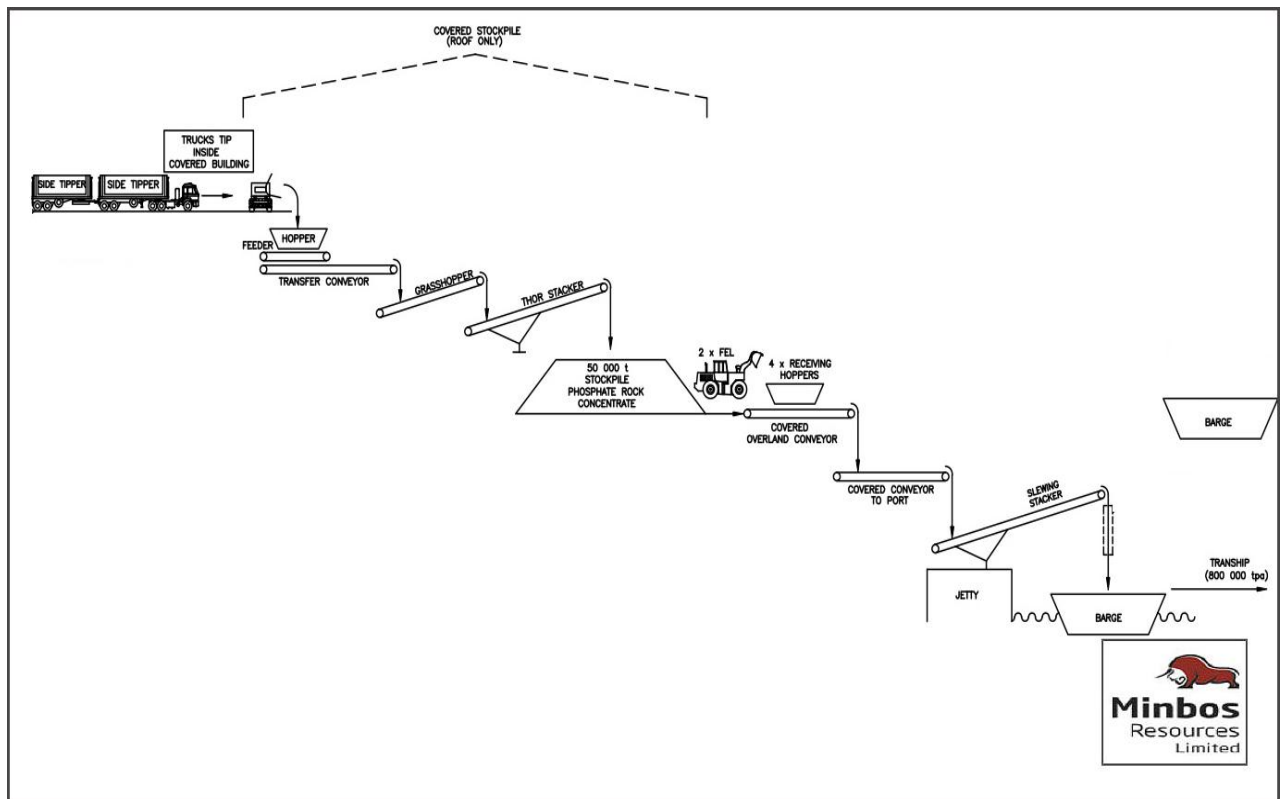 COVERED STOCKPILE
(ROOF ONLY)
TRUCKS TIP
INSIDE
COVERED BUILDING
SIDE TIPPER
SIDE TIPPER
HOPPER
FEEDER
TRANSFER CONVEYOR
GRASSHOPPER
THOR STACKER
50 000 t
STOCKPILE
PHOSPHATE ROCK
CONCENTRATE
2 x FEL
4 x RECEIVING
HOPPERS
COVERED
OVERLAND CONVEYOR
BARGE
COVERED CONVEYOR
TO PORT
SLEWING
STACKER
JETTY
BARGE
TRANSHIP
(800 000 tpa)
Minbos
Resources
Limited